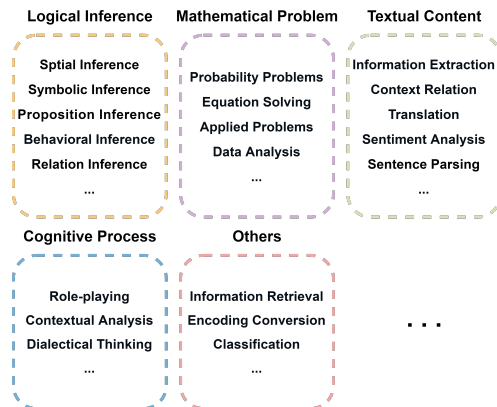 Logical Inference
Sptial Inference
Symbolic Inference
Proposition Inference
Behavioral Inference
Relation Inference
...
Mathematical Problem
Probability Problems
Equation Solving
Applied Problems
Data Analysis
...
Textual Content
Information Extraction
Context Relation
Translation
Sentiment Analysis
Sentence Parsing
...
Cognitive Process
Role-playing
Contextual Analysis
Dialectical Thinking
...
Others
Information Retrieval
Encoding Conversion
Classification
...
. . .